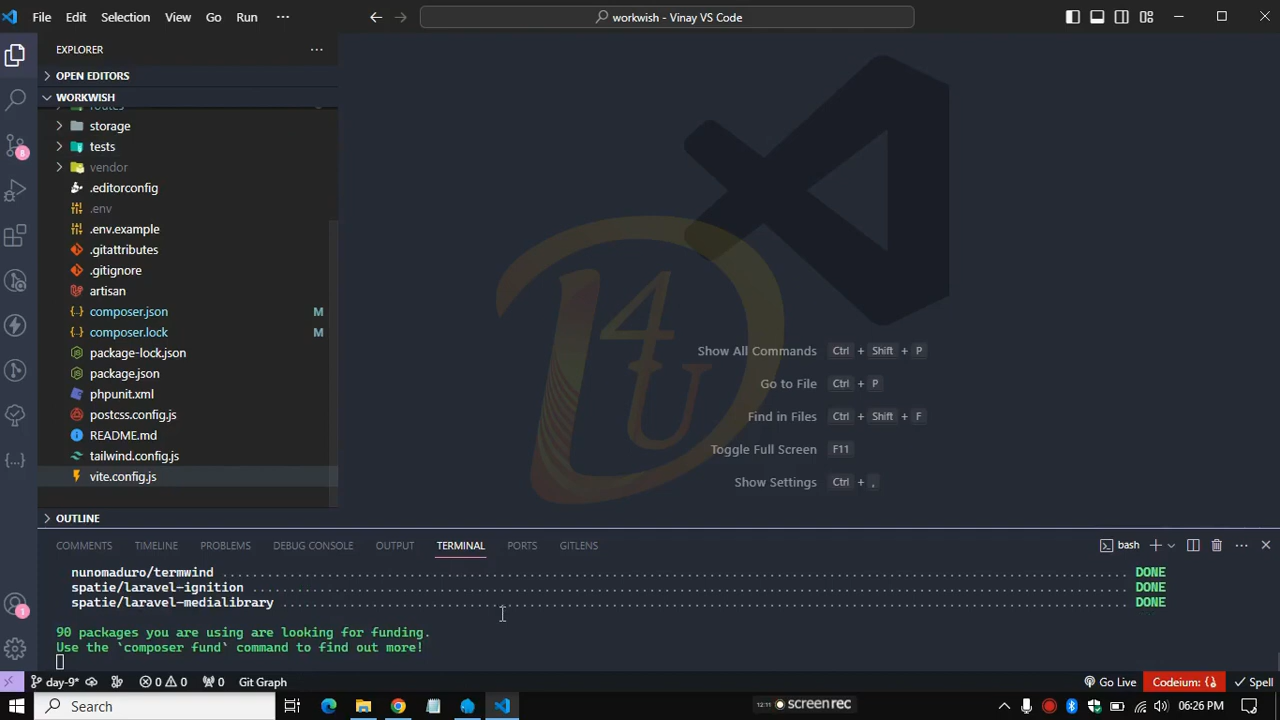 File Edit Selection View Go Run ···
workwish - Vinay VS Code
EXPLORER ···
OPEN EDITORS
WORKWISH
routes
storage
tests
vendor
.editorconfig
.env
.env.example
.gitattributes
.gitignore
artisan
composer.json M
composer.lock M
package-lock.json
package.json
phpunit.xml
postcss.config.js
README.md
tailwind.config.js
vite.config.js
OUTLINE
8
D4U
Show All Commands Ctrl + Shift + P
Go to File Ctrl + P
Find in Files Ctrl + Shift + F
Toggle Full Screen F11
Show Settings Ctrl + ,
COMMENTS TIMELINE PROBLEMS DEBUG CONSOLE OUTPUT TERMINAL PORTS GITLENS bash
nunomaduro/termwind DONE
spatie/laravel-ignition DONE
spatie/laravel-medialibrary DONE
90 packages you are using are looking for funding.
Use the `composer fund` command to find out more!
day-9* 0 0 0 Git Graph Go Live Codeium: {} Spell
Search 12:11 screenrec 06:26 PM